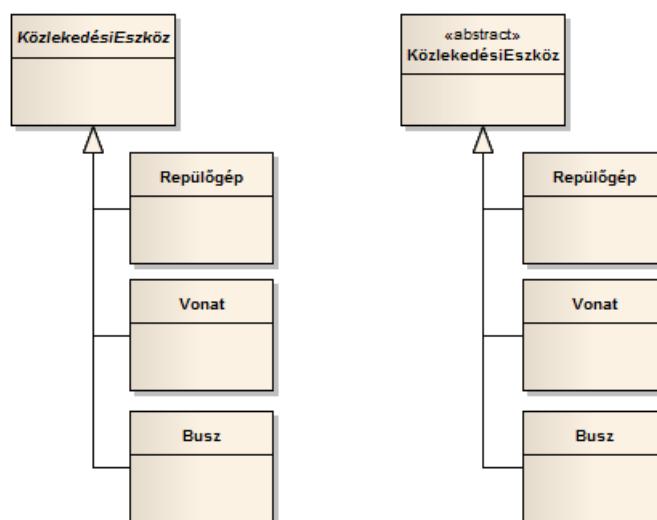 KözlekedésiEszköz
Repülőgép
Vonat
Busz
«abstract»
KözlekedésiEszköz
Repülőgép
Vonat
Busz